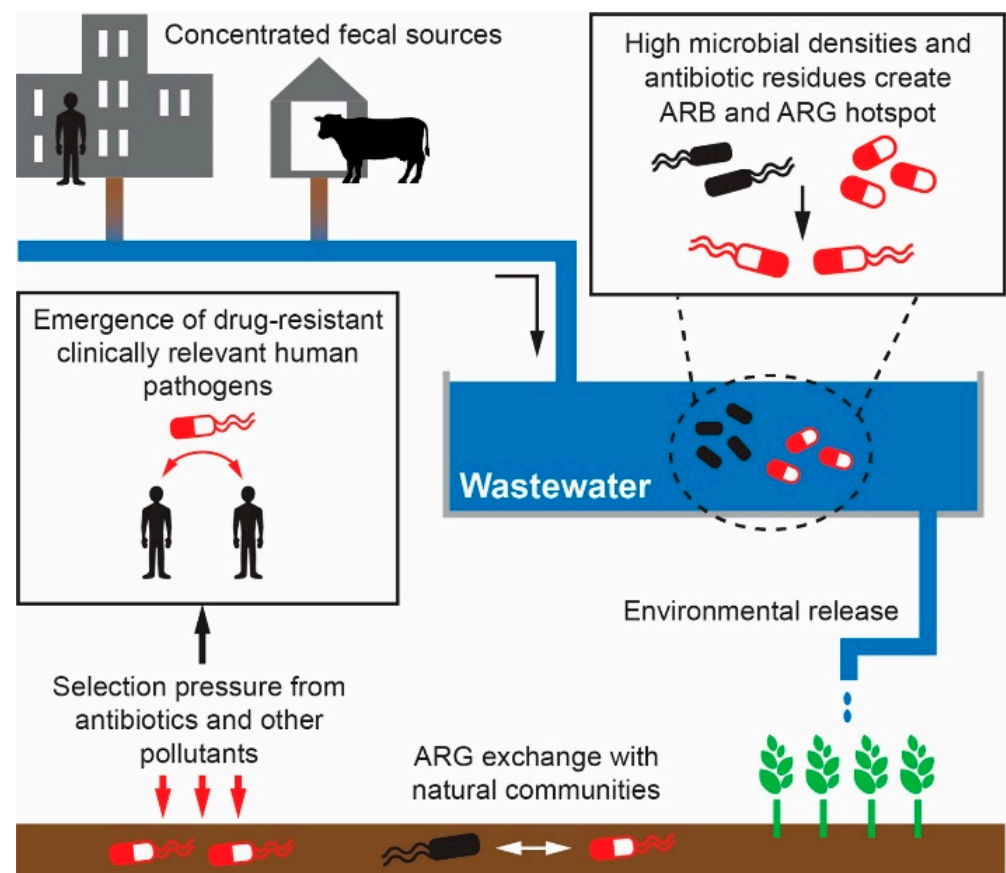 Concentrated fecal sources
High microbial densities and
antibiotic residues create
ARB and ARG hotspot
Emergence of drug-resistant
clinically relevant human
pathogens
Wastewater
Environmental release
Selection pressure from
antibiotics and other
pollutants
ARG exchange with
natural communities